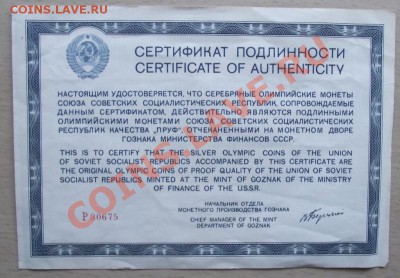 COINS.LAVE.RU
СЕРТИФИКАТ ПОДЛИННОСТИ
CERTIFICATE OF AUTHENTICITY
НАСТОЯЩИМ УДОСТОВЕРЯЕТСЯ, ЧТО СЕРЕБРЯНЫЕ ОЛИМПИЙСКИЕ МОНЕТЫ
СОЮЗА СОВЕТСКИХ СОЦИАЛИСТИЧЕСКИХ РЕСПУБЛИК, СОПРОВОЖДАЕМЫЕ
ДАННЫМ СЕРТИФИКАТОМ, ДЕЙСТВИТЕЛЬНО ЯВЛЯЮТСЯ ПОДЛИННЫМИ
ОЛИМПИЙСКИМИ МОНЕТАМИ СОЮЗА СОВЕТСКИХ СОЦИАЛИСТИЧЕСКИХ
РЕСПУБЛИК КАЧЕСТВА „ПРУФ“, ОТЧЕКАНЕННЫМИ НА МОНЕТНОМ ДВОРЕ
ГОЗНАКА МИНИСТЕРСТВА ФИНАНСОВ СССР.
THIS IS TO CERTIFY THAT THE SILVER OLYMPIC COINS OF THE UNION
OF SOVIET SOCIALIST REPUBLICS ACCOMPANIED BY THIS CERTIFICATE ARE
THE ORIGINAL OLYMPIC COINS OF PROOF QUALITY OF THE UNION OF
SOVIET SOCIALIST REPUBLICS MINTED AT THE MINT OF GOZNAK OF THE MINISTRY
OF FINANCE OF THE U.S.S.R.
НАЧАЛЬНИК ОТДЕЛА
МОНЕТНОГО ПРОИЗВОДСТВА ГОЗНАКА
P 30675
CHIEF MANAGER OF THE MINT
DEPARTMENT OF GOZNAK
COINS.LAVE.RU